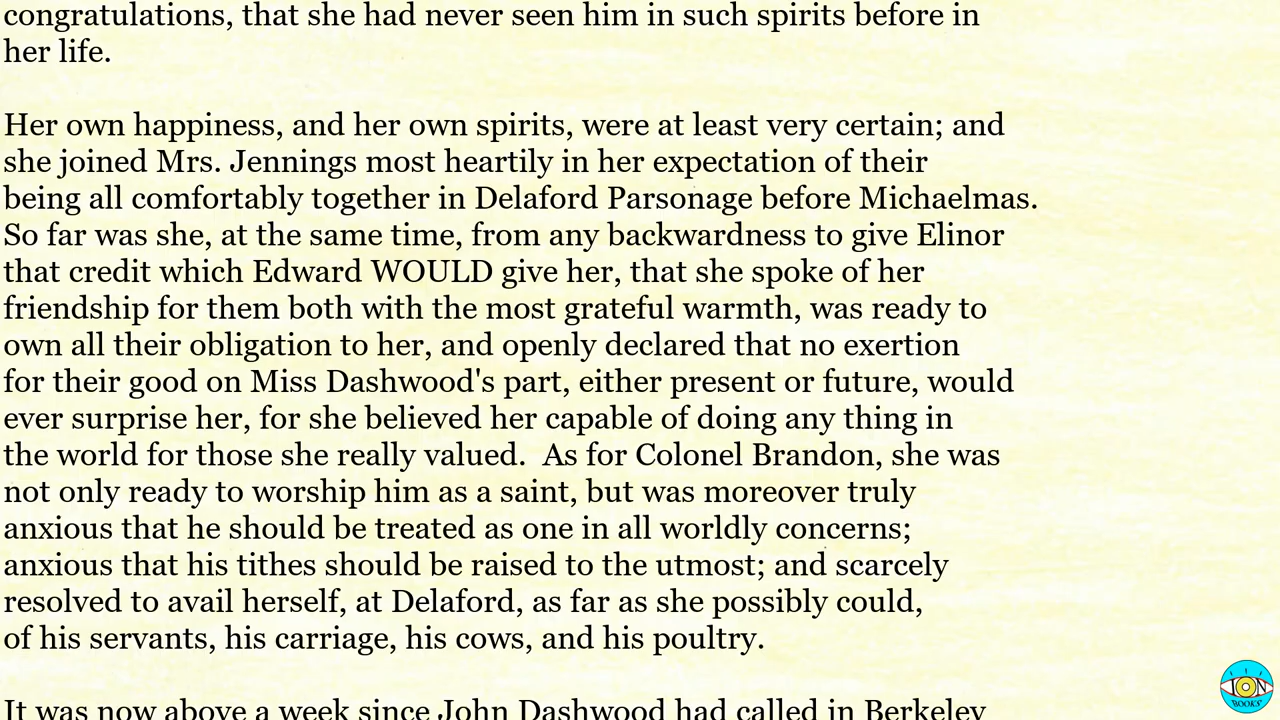 congratulations, that she had never seen him in such spirits before in
her life.
Her own happiness, and her own spirits, were at least very certain; and
she joined Mrs. Jennings most heartily in her expectation of their
being all comfortably together in Delaford Parsonage before Michaelmas.
So far was she, at the same time, from any backwardness to give Elinor
that credit which Edward WOULD give her, that she spoke of her
friendship for them both with the most grateful warmth, was ready to
own all their obligation to her, and openly declared that no exertion
for their good on Miss Dashwood's part, either present or future, would
ever surprise her, for she believed her capable of doing any thing in
the world for those she really valued.  As for Colonel Brandon, she was
not only ready to worship him as a saint, but was moreover truly
anxious that he should be treated as one in all worldly concerns;
anxious that his tithes should be raised to the utmost; and scarcely
resolved to avail herself, at Delaford, as far as she possibly could,
of his servants, his carriage, his cows, and his poultry.
It was now above a week since John Dashwood had called in Berkeley
ION
BOOKS